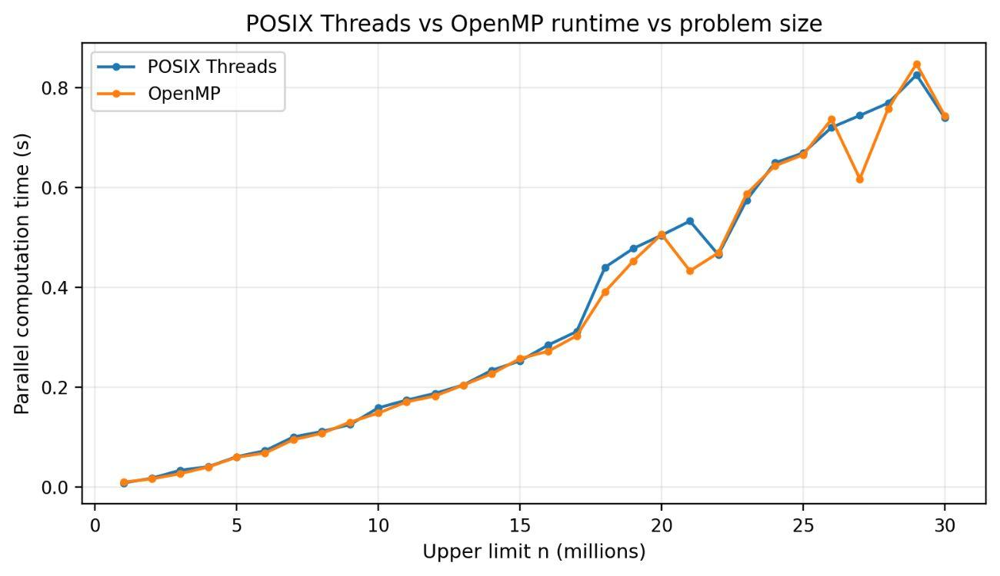 POSIX Threads vs OpenMP runtime vs problem size
POSIX Threads
OpenMP
Parallel computation time (s)
0.8
0.6
0.4
0.2
0.0
0 5 10 15 20 25 30
Upper limit n (millions)